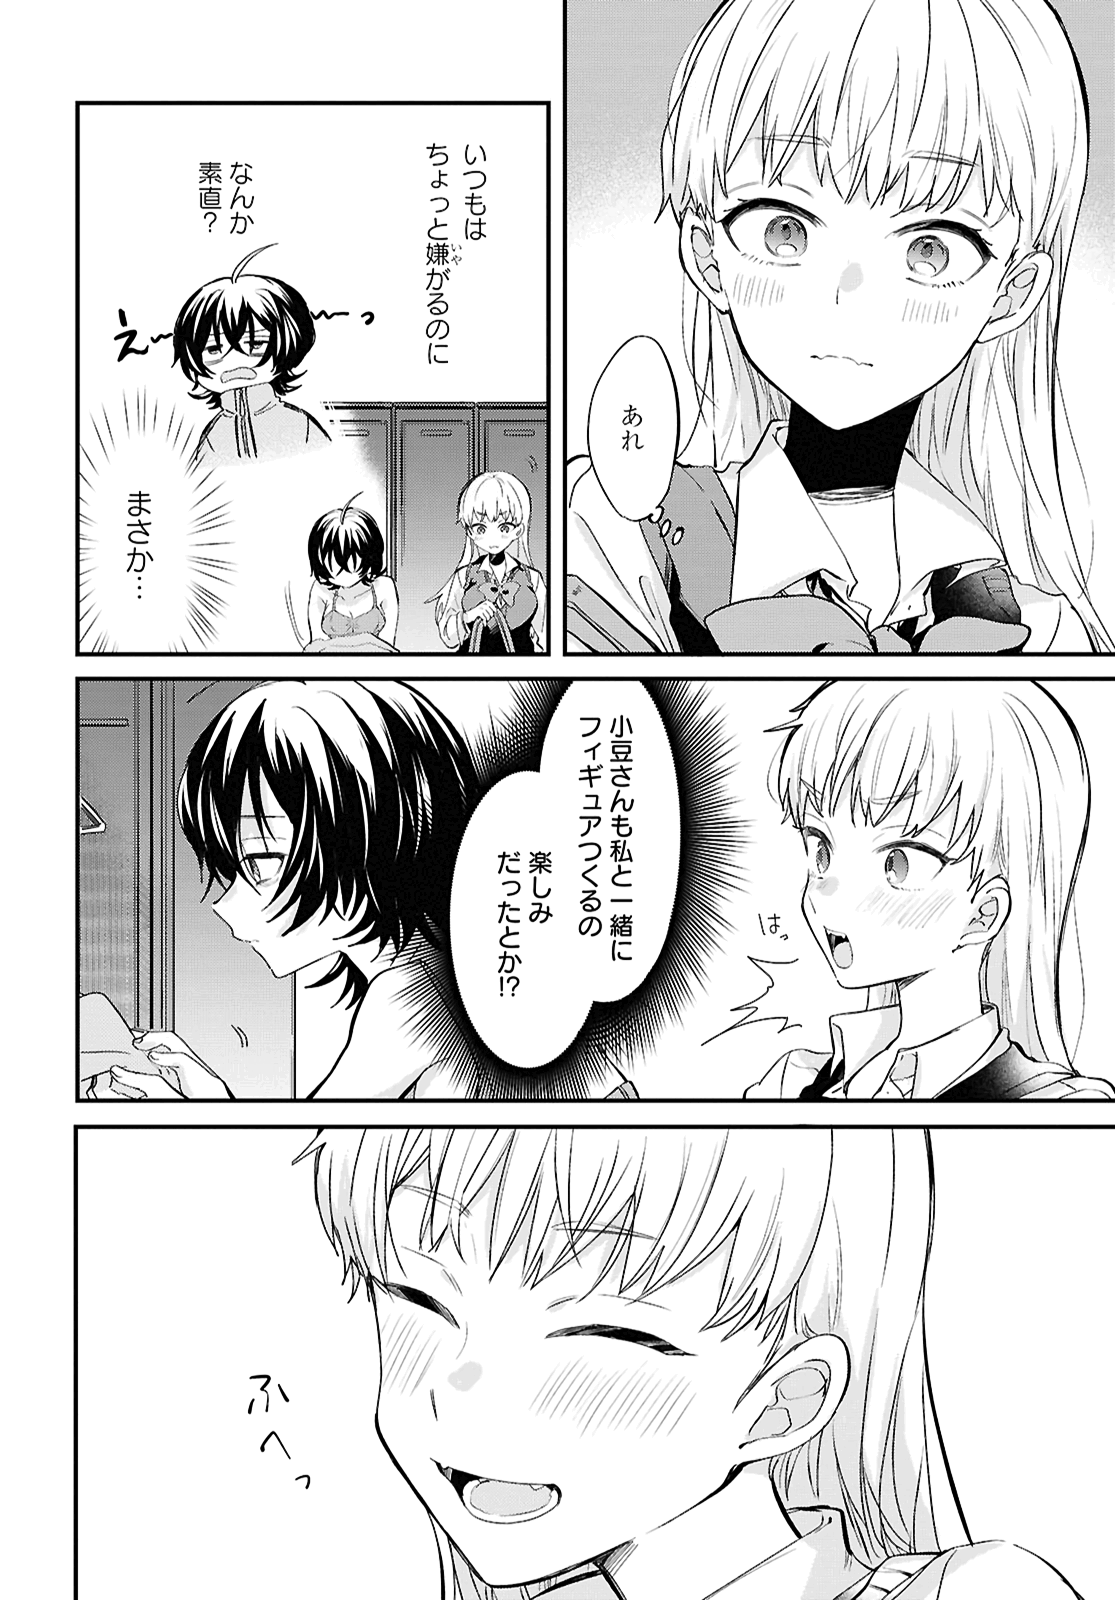 あれ
いつもは
ちょっと嫌がるのに
いや
なんか
素直?
えー〜っ
まさか…
はっ
小豆さんも私と一緒に
フィギュアつくるの
楽しみ
だったとか!?
ふへっ